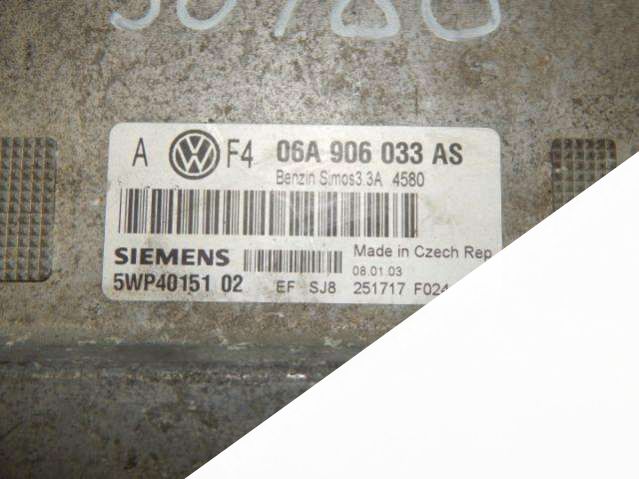 A VW F4 06A 906 033 AS
Benzin Simos3.3A 4580
SIEMENS Made in Czech Rep
08.01.03
5WP40151 02 EF SJ8 251717 F024